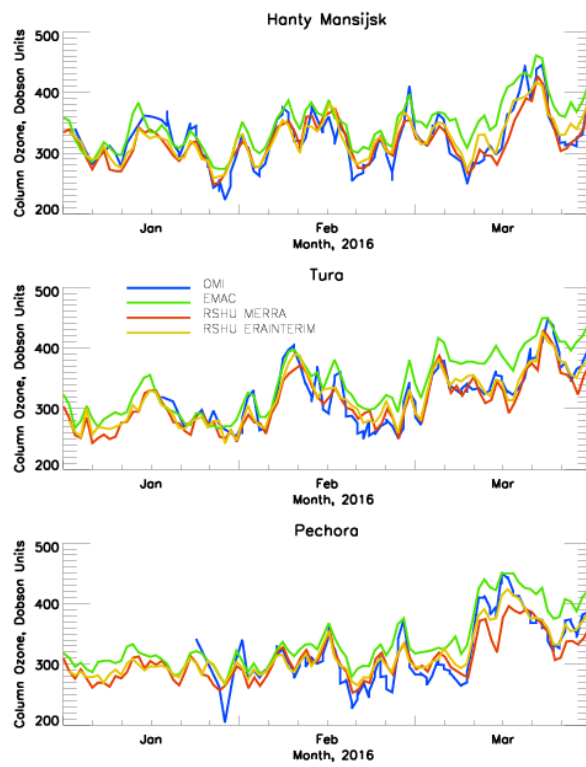 Hanty Mansijsk
500
400
300
200
Column Ozone, Dobson Units
Jan Feb Mar
Month, 2016
Tura
500
400
300
200
Column Ozone, Dobson Units
OMI
EMAC
RSHU MERRA
RSHU ERAINTERIM
Jan Feb Mar
Month, 2016
Pechora
500
400
300
200
Column Ozone, Dobson Units
Jan Feb Mar
Month, 2016